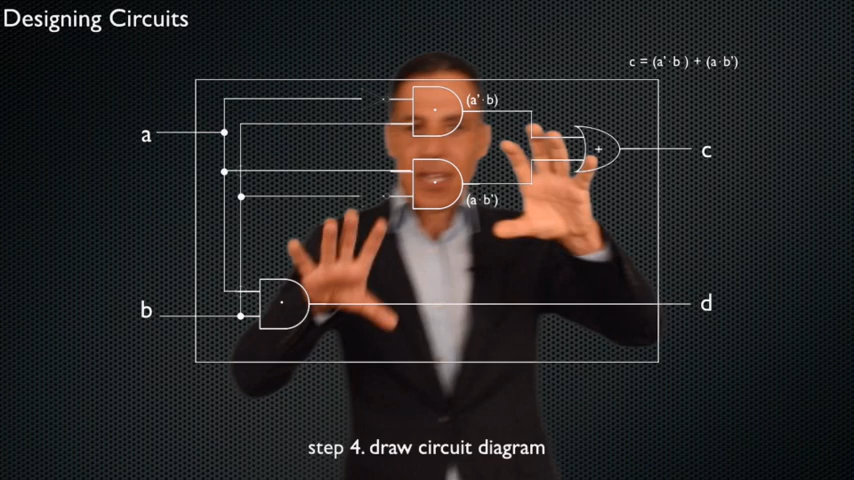 Designing Circuits
c = (a'·b ) + (a·b')
(a'·b)
a
+
c
(a·b')
b
d
step 4. draw circuit diagram